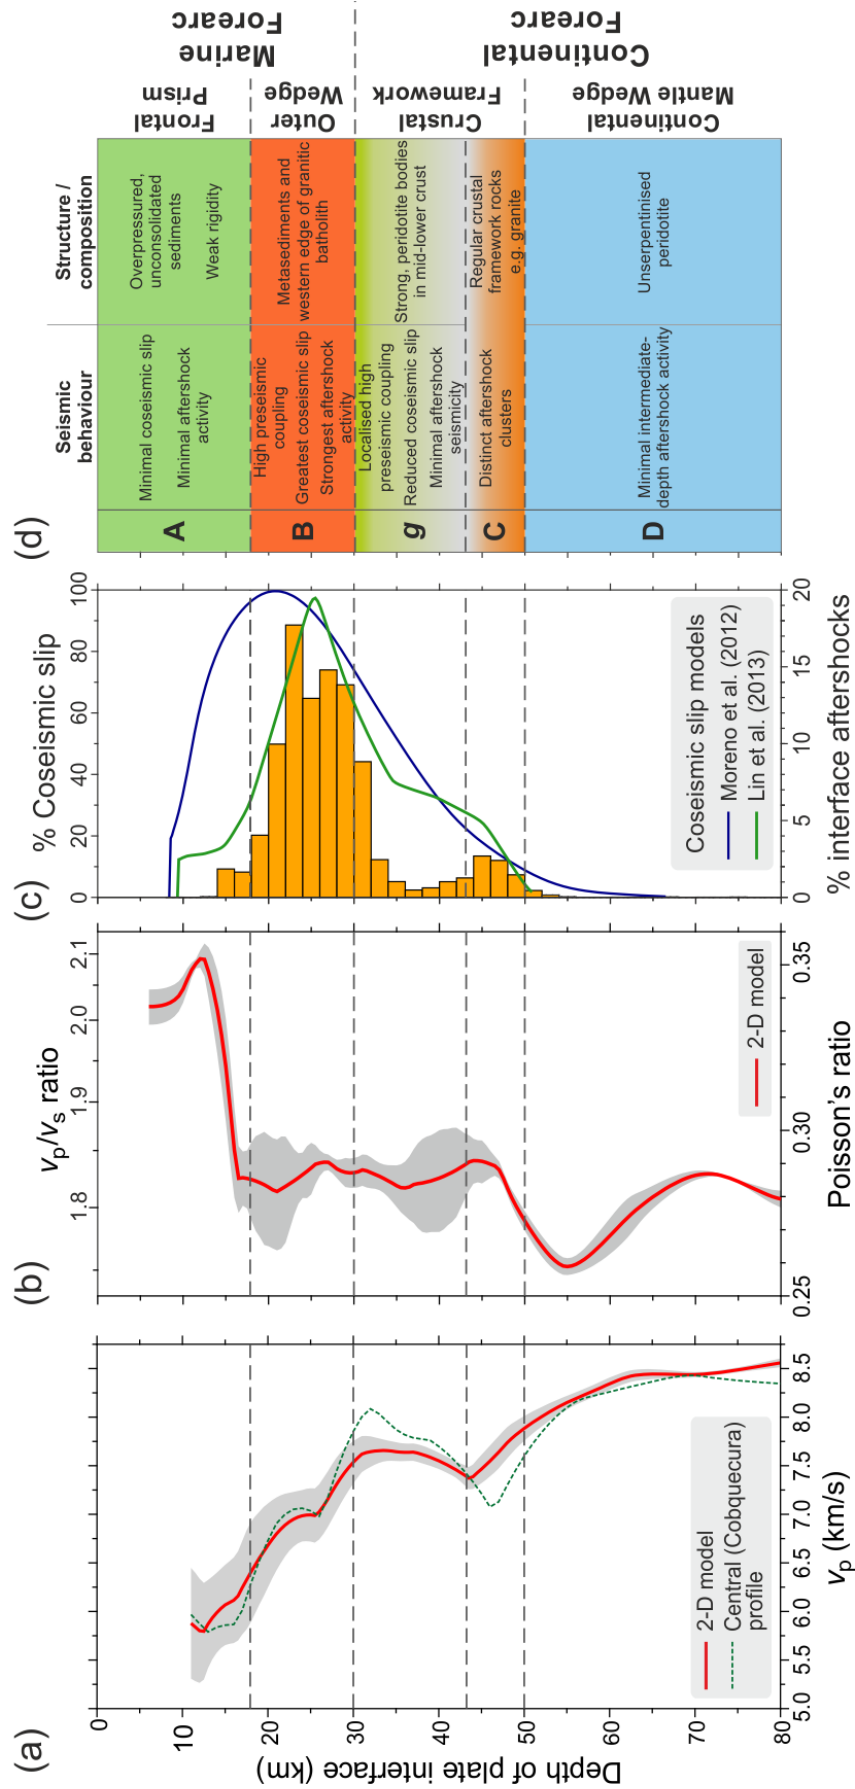 (a)
0
10
20
30
40
50
60
70
80
Depth of plate interface (km)
5.0
5.5
6.0
6.5
7.0
7.5
8.0
8.5
vp (km/s)
2-D model
Central (Cobquecura)
profile
(b)
vp/vs ratio
1.8
1.9
2.0
2.1
0.25
0.30
0.35
Poisson's ratio
2-D model
(c)
% Coseismic slip
0
20
40
60
80
100
0
5
10
15
20
% interface aftershocks
Coseismic slip models
Moreno et al. (2012)
Lin et al. (2013)
(d)
Seismic
behaviour
Structure /
composition
A
Minimal coseismic slip
Minimal aftershock
activity
Overpressured,
unconsolidated
sediments
Weak rigidity
Frontal
Prism
B
High preseismic
coupling
Greatest coseismic slip
Strongest aftershock
activity
Metasediments and
western edge of granitic
batholith
Outer
Wedge
Marine
Forearc
g
Localised high
preseismic coupling
Reduced coseismic slip
Minimal aftershock
seismicity
Strong, peridotite bodies
in mid-lower crust
Crustal
Framework
C
Distinct aftershock
clusters
Regular crustal
framework rocks
e.g. granite
D
Minimal intermediate-
depth aftershock activity
Unserpentinised
peridotite
Continental
Mantle Wedge
Continental
Forearc